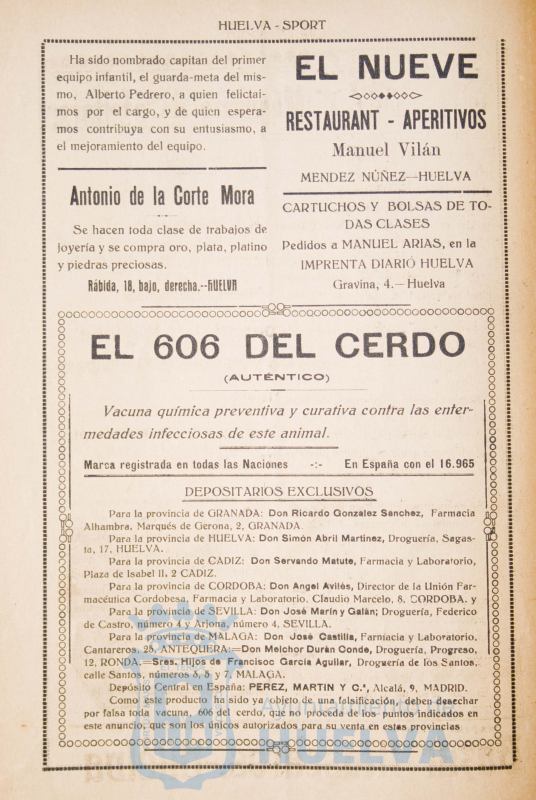 HUELVA - SPORT
Ha sido nombrado capitan del primer
equipo infantil, el guarda-meta del mis-
mo, Alberto Pedrero, a quien felicitai-
mos por el cargo, y de quien espera-
mos contribuya con su entusiasmo, a
el mejoramiento del equipo.
Antonio de la Corte Mora
Se hacen toda clase de trabajos de
joyería y se compra oro, plata, platino
y piedras preciosas.
Rábida, 18, bajo, derecha.--HUELVA
EL NUEVE
RESTAURANT - APERITIVOS
Manuel Vilán
MENDEZ NÚÑEZ—HUELVA
CARTUCHOS Y BOLSAS DE TO-
DAS CLASES
Pedidos a MANUEL ARIAS, en la
IMPRENTA DIARIO HUELVA
Gravina, 4.— Huelva
EL 606 DEL CERDO
(AUTÉNTICO)
Vacuna química preventiva y curativa contra las enfer-
medades infecciosas de este animal.
Marca registrada en todas las Naciones -:- En España con el 16.965
DEPOSITARIOS EXCLUSIVOS
Para la provincia de GRANADA: Don Ricardo Gonzalez Sanchez, Farmacia
Alhambra, Marqués de Gerona, 2, GRANADA.
Para la provincia de HUELVA: Don Simón Abril Martinez, Droguería, Sagas-
ta, 17, HUELVA.
Para la provincia de CADIZ: Don Servando Matute, Farmacia y Laboratorio,
Plaza de Isabel II, 2 CADIZ.
Para la provincia de CORDOBA: Don Angel Avilés, Director de la Unión Far-
macéutica Cordobesa, Farmacia y Laboratorio, Claudio Marcelo, 8, CORDOBA. y
Para la provincia de SEVILLA: Don José Marín y Galán; Droguería, Federico
de Castro, número 4 y Arjona, número 4, SEVILLA.
Para la provincia de MALAGA: Don José Castilla, Farmacia y Laboratorio,
Cantareros, 25, ANTEQUERA:=Don Melchor Durán Conde, Droguería, Progreso,
12, RONDA.=Sres. Hijos de Francisco Garcia Aguilar, Droguería de los Santos,
calle Santos, números 3, 5 y 7, MALAGA.
Depósito Central en España: PEREZ, MARTIN Y C.ª, Alcalá, 9, MADRID.
Como este producto ha sido ya objeto de una falsificación, deben desechar
por falsa toda vacuna, 606 del cerdo, que no proceda de los puntos indicados en
este anuncio, que son los únicos autorizados para su venta en estas provincias
HUELVA